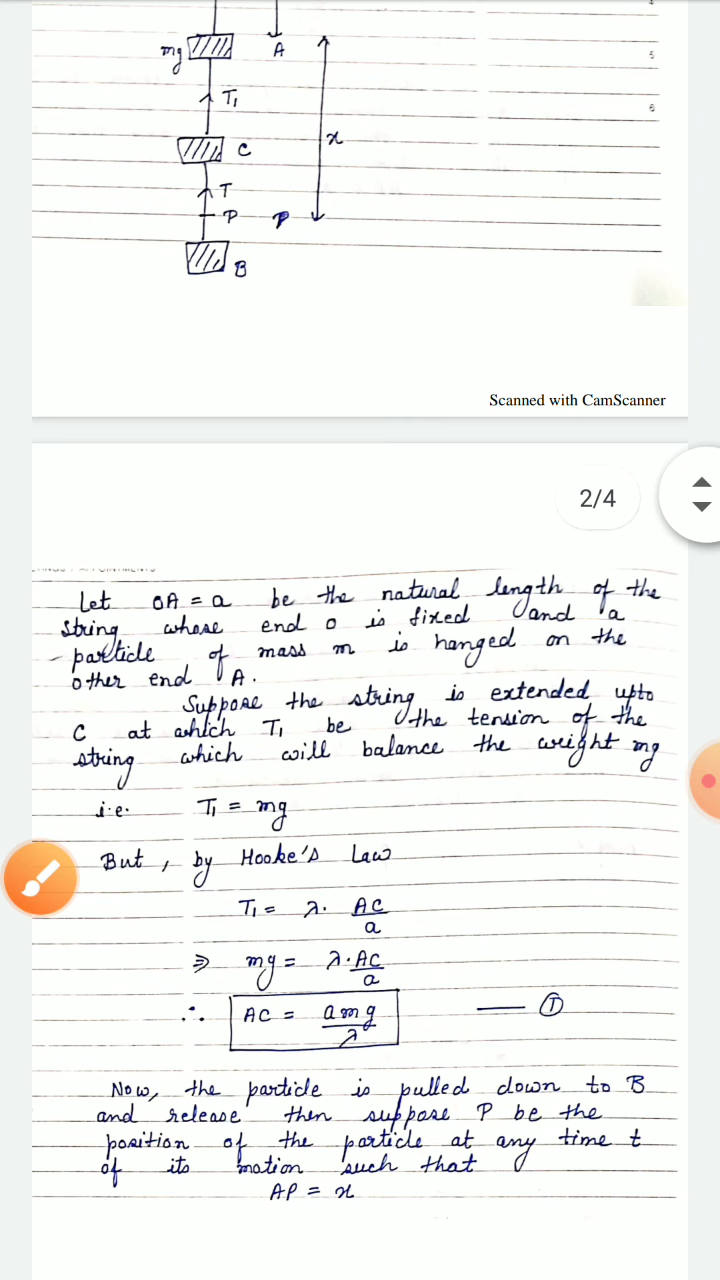 mg A
T₁
x
C
T
P P
B
Scanned with CamScanner
2/4
Let OA = a be the natural length of the
string whose end o is fixed and a
particle of mass m is hanged on the
other end A.
Suppose the string is extended upto
C at which T₁ be the tension of the
string which will balance the weight mg
i.e. T₁ = mg
But, by Hooke's Law
T₁ = λ. AC/a
⇒ mg = λ.AC/a
∴ AC = amg/λ — ①
Now, the particle is pulled down to B
and release then suppose P be the
position of the particle at any time t
of its motion such that
AP = x